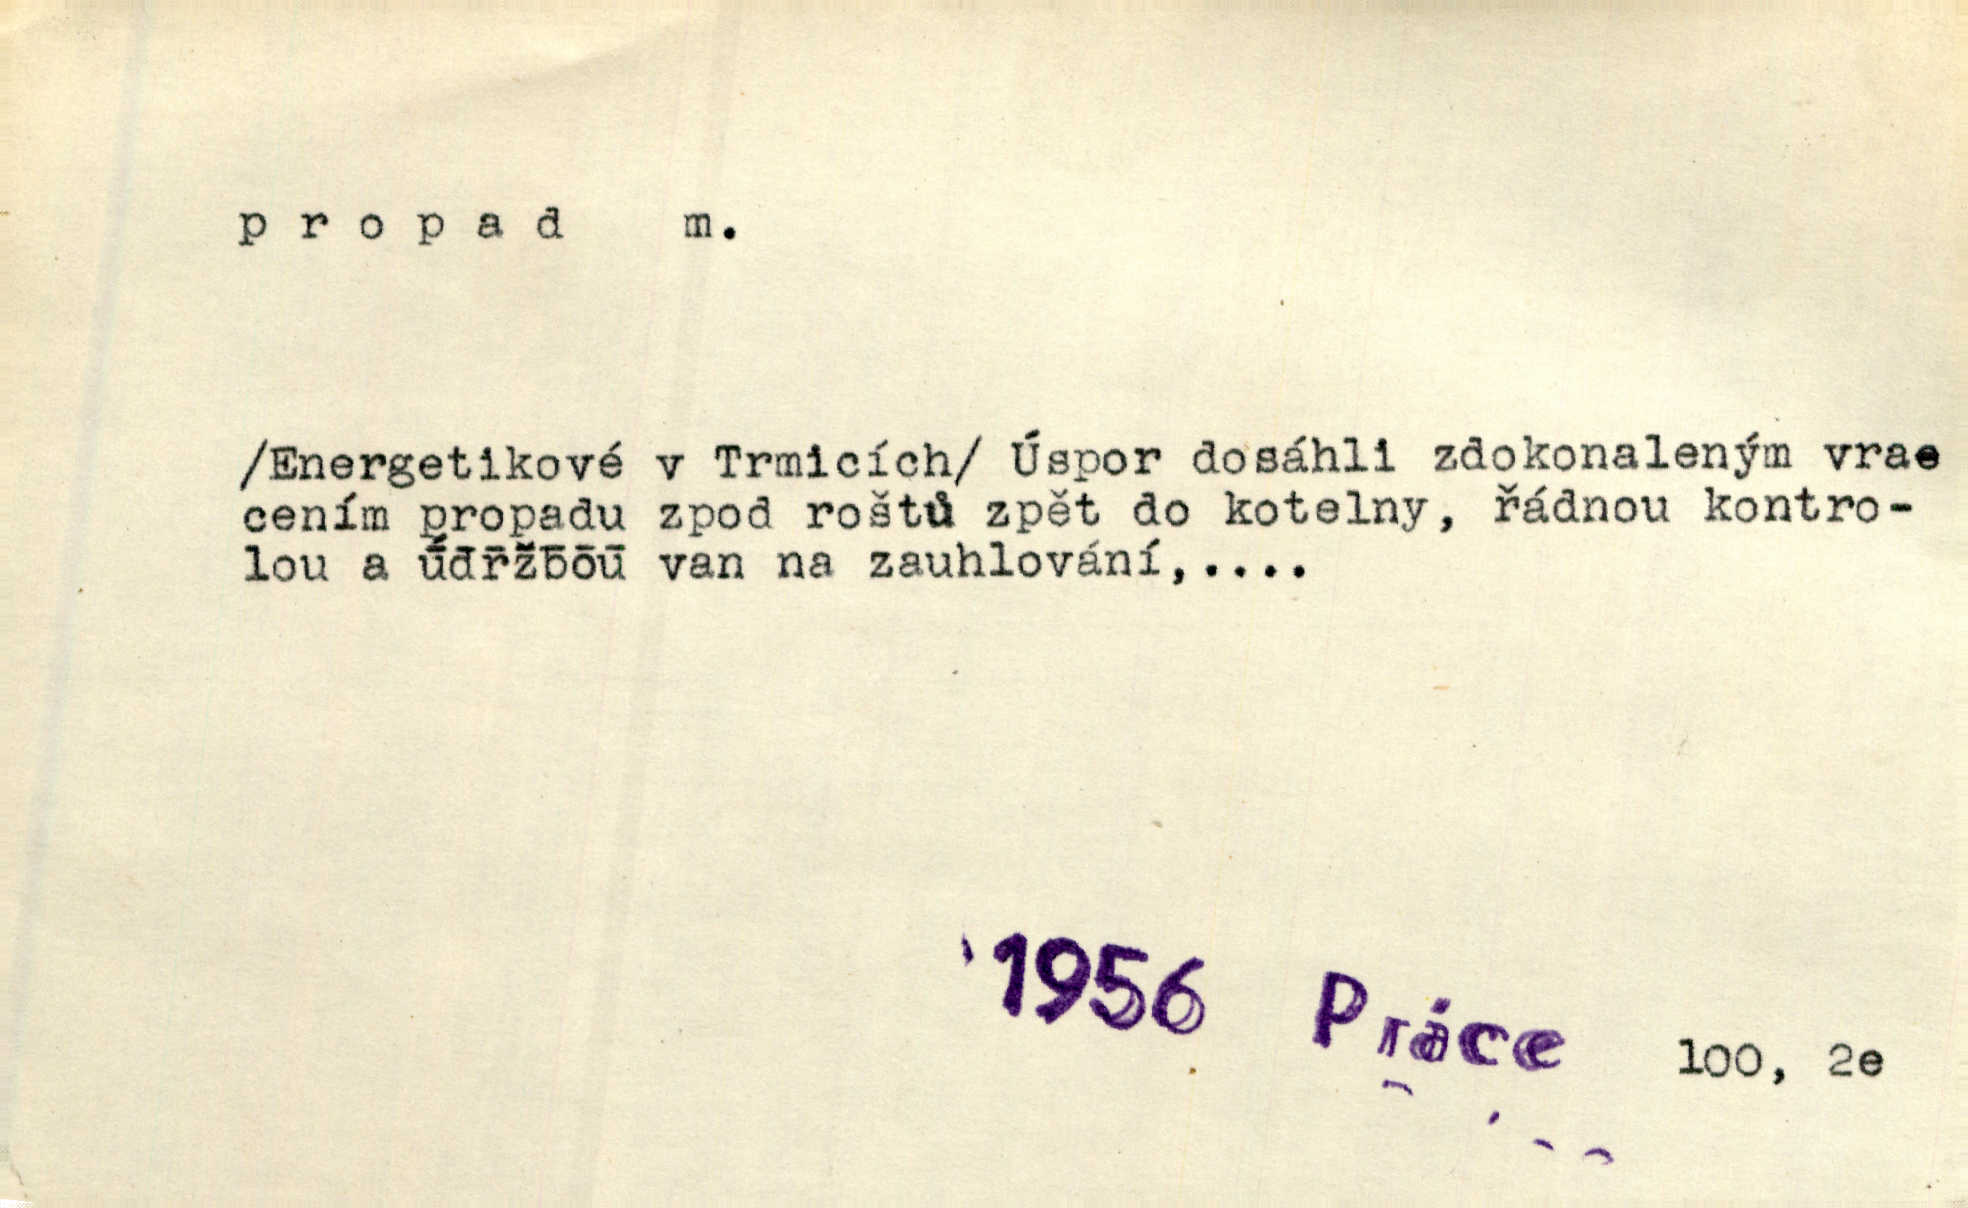 p r o p a d m.
/Energetikové v Trmicích/ Úspor dosáhli zdokonaleným vrae
cením propadu zpod roštů zpět do kotelny, řádnou kontro-
lou a údržbou van na zauhlování,....
1956 Práce 100, 2e